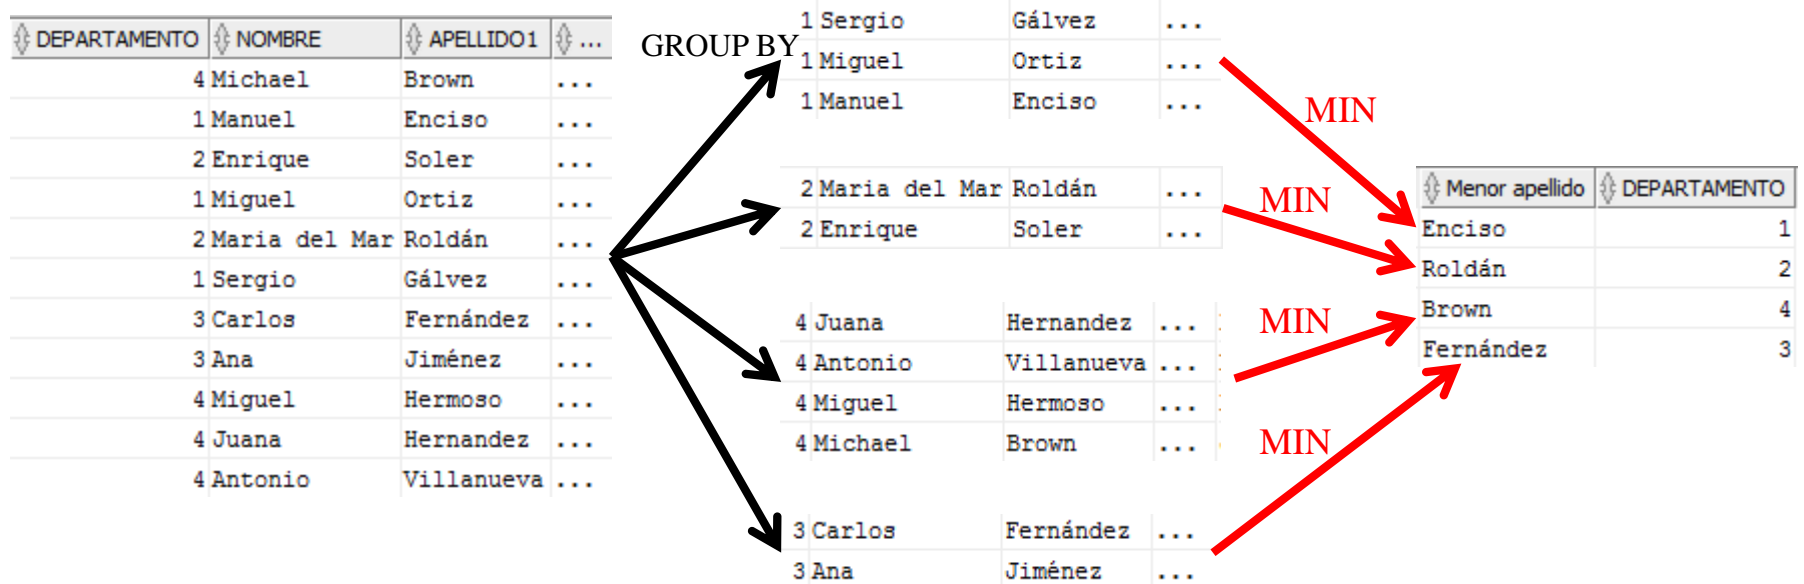 DEPARTAMENTO NOMBRE APELLIDO1 ...
4 Michael Brown ...
1 Manuel Enciso ...
2 Enrique Soler ...
1 Miguel Ortiz ...
2 Maria del Mar Roldán ...
1 Sergio Gálvez ...
3 Carlos Fernández ...
3 Ana Jiménez ...
4 Miguel Hermoso ...
4 Juana Hernandez ...
4 Antonio Villanueva ...
GROUP BY
1 Sergio Gálvez ...
1 Miguel Ortiz ...
1 Manuel Enciso ...
2 Maria del Mar Roldán ...
2 Enrique Soler ...
4 Juana Hernandez ...
4 Antonio Villanueva ...
4 Miguel Hermoso ...
4 Michael Brown ...
3 Carlos Fernández ...
3 Ana Jiménez ...
MIN
MIN
MIN
MIN
Menor apellido DEPARTAMENTO
Enciso 1
Roldán 2
Brown 4
Fernández 3